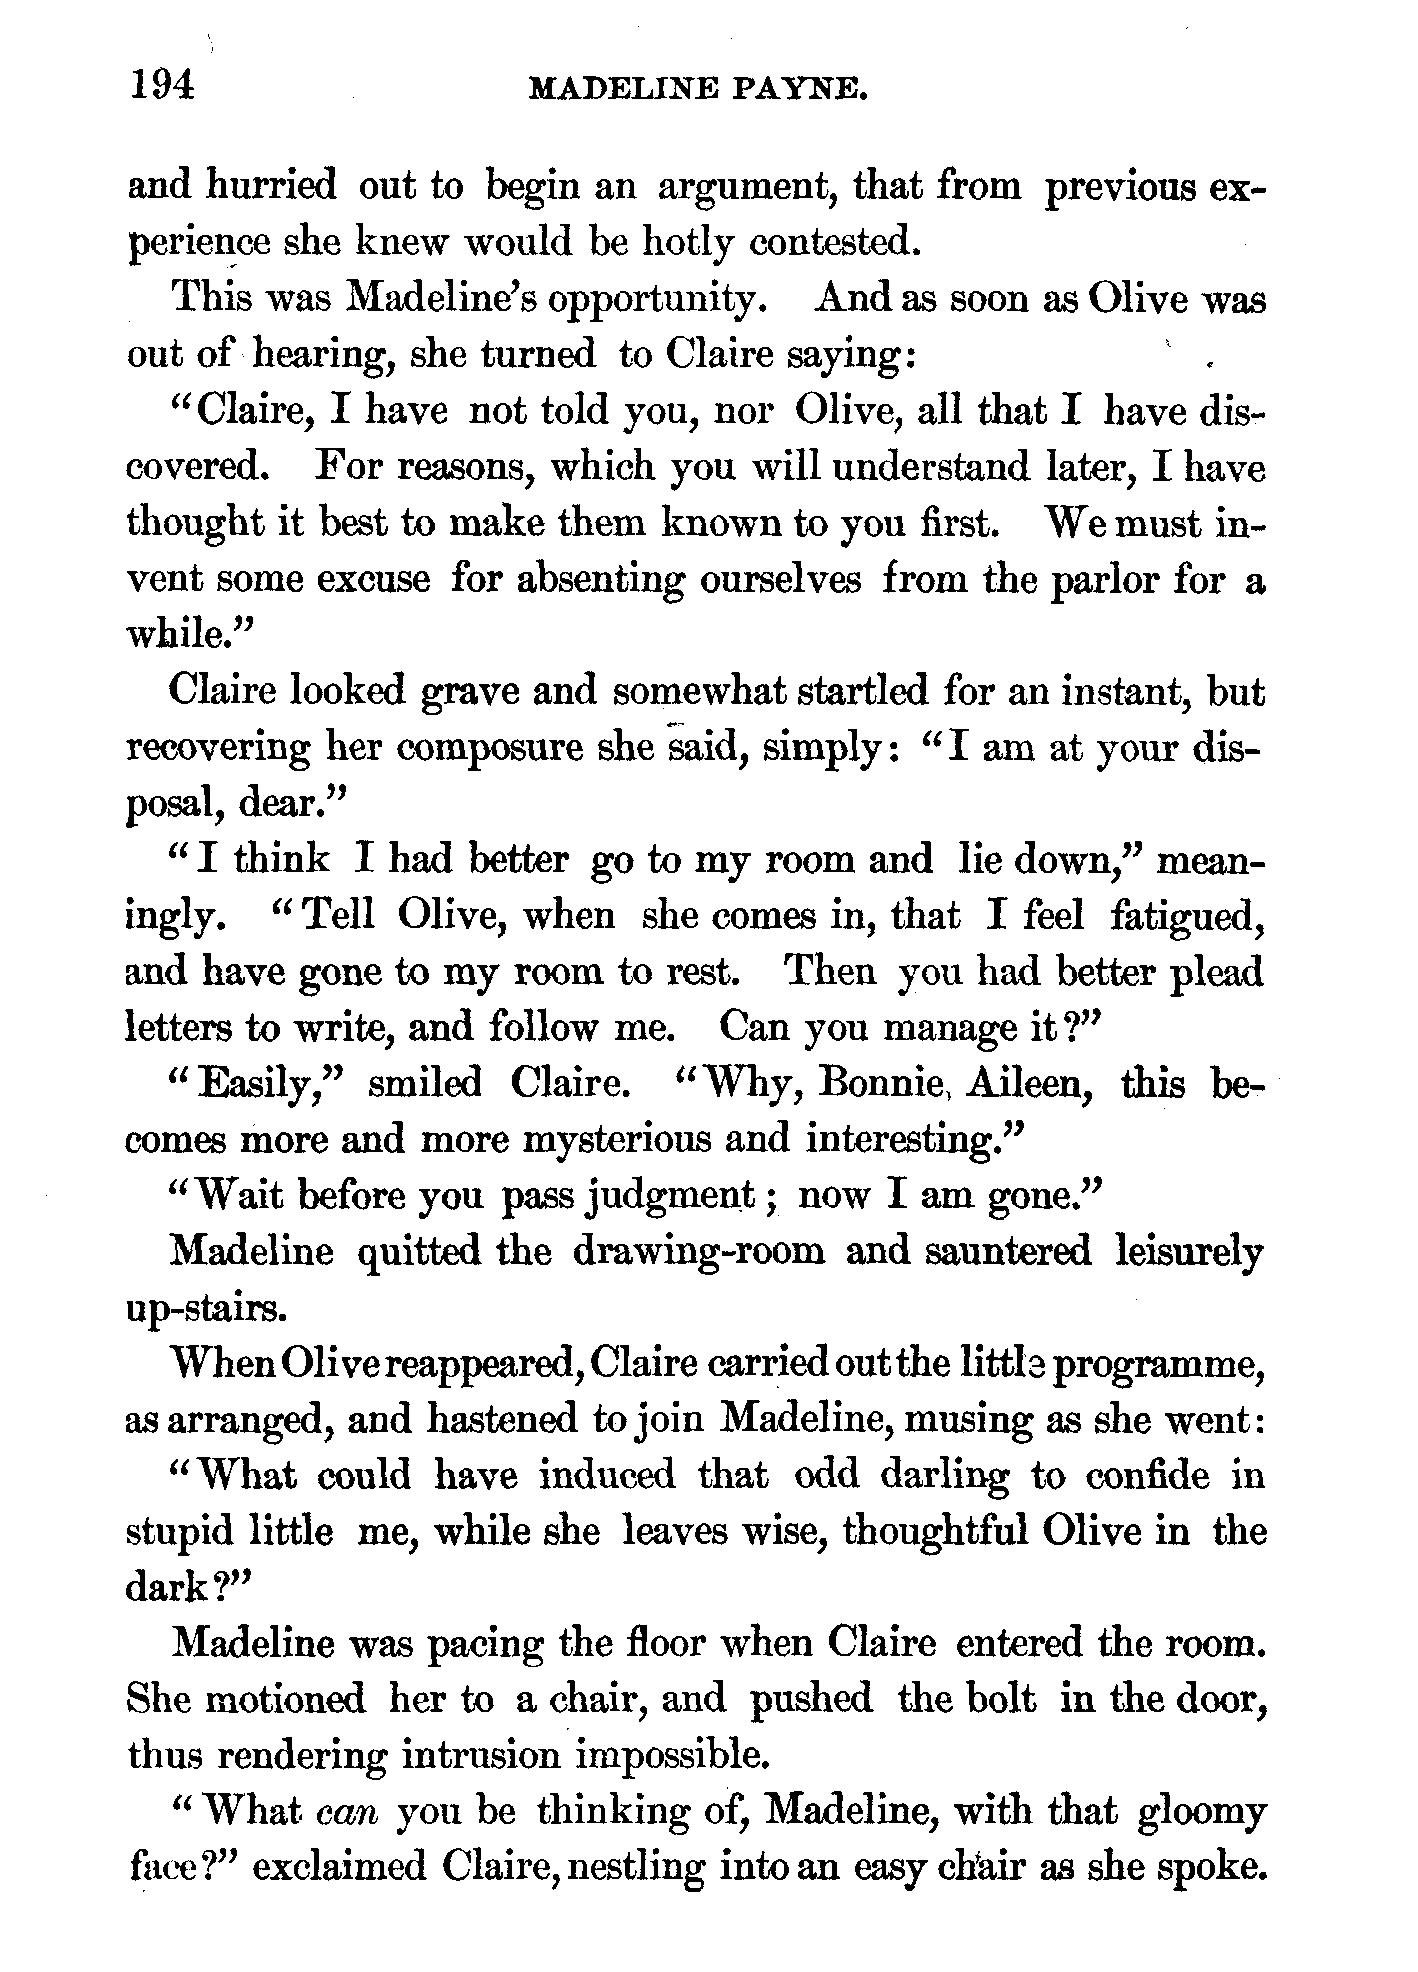 194 MADELINE PAYNE.
and hurried out to begin an argument, that from previous ex-
perience she knew would be hotly contested.
This was Madeline's opportunity. And as soon as Olive was
out of hearing, she turned to Claire saying:
"Claire, I have not told you, nor Olive, all that I have dis-
covered. For reasons, which you will understand later, I have
thought it best to make them known to you first. We must in-
vent some excuse for absenting ourselves from the parlor for a
while."
Claire looked grave and somewhat startled for an instant, but
recovering her composure she said, simply: "I am at your dis-
posal, dear."
"I think I had better go to my room and lie down," mean-
ingly. "Tell Olive, when she comes in, that I feel fatigued,
and have gone to my room to rest. Then you had better plead
letters to write, and follow me. Can you manage it?"
"Easily," smiled Claire. "Why, Bonnie, Aileen, this be-
comes more and more mysterious and interesting."
"Wait before you pass judgment; now I am gone."
Madeline quitted the drawing-room and sauntered leisurely
up-stairs.
When Olive reappeared, Claire carried out the little programme,
as arranged, and hastened to join Madeline, musing as she went:
"What could have induced that odd darling to confide in
stupid little me, while she leaves wise, thoughtful Olive in the
dark?"
Madeline was pacing the floor when Claire entered the room.
She motioned her to a chair, and pushed the bolt in the door,
thus rendering intrusion impossible.
"What can you be thinking of, Madeline, with that gloomy
face?" exclaimed Claire, nestling into an easy chair as she spoke.